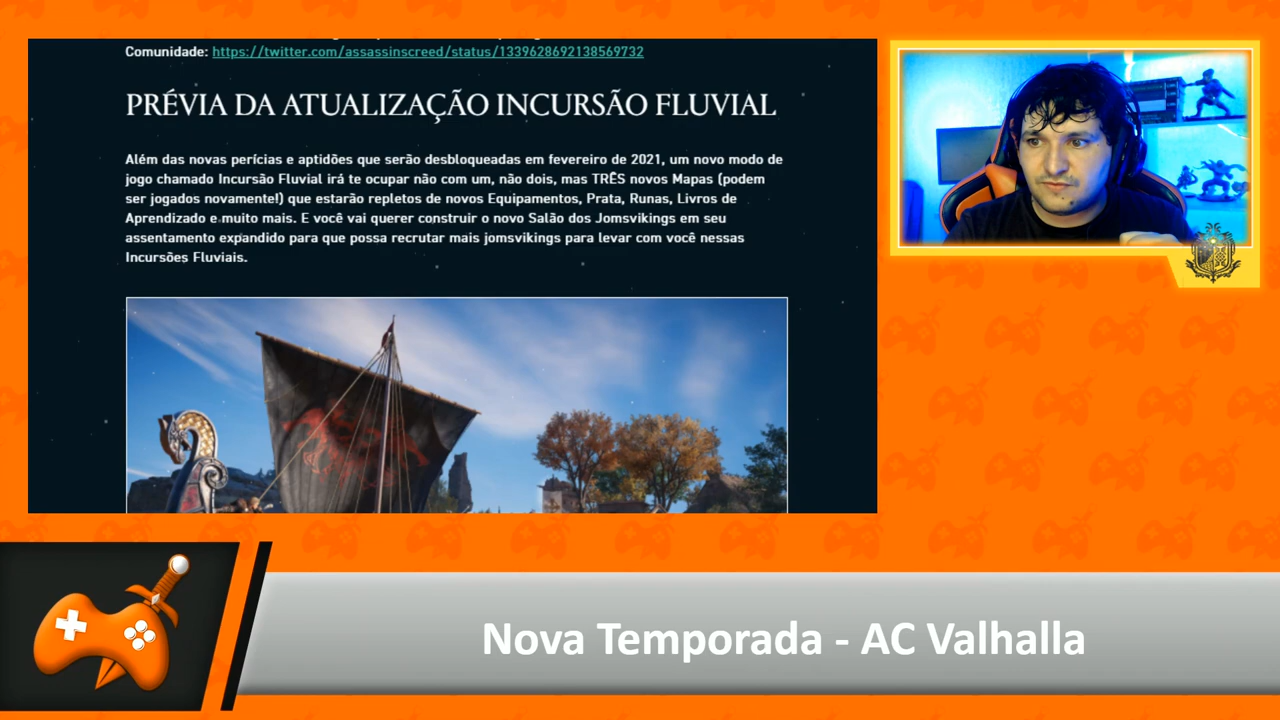 Comunidade: https://twitter.com/assassinscreed/status/1339628692138569732
PRÉVIA DA ATUALIZAÇÃO INCURSÃO FLUVIAL
Além das novas perícias e aptidões que serão desbloqueadas em fevereiro de 2021, um novo modo de
jogo chamado Incursão Fluvial irá te ocupar não com um, não dois, mas TRÊS novos Mapas (podem
ser jogados novamente!) que estarão repletos de novos Equipamentos, Prata, Runas, Livros de
Aprendizado e muito mais. E você vai querer construir o novo Salão dos Jomsvikings em seu
assentamento expandido para que possa recrutar mais jomsvikings para levar com você nessas
Incursões Fluviais.
Nova Temporada - AC Valhalla